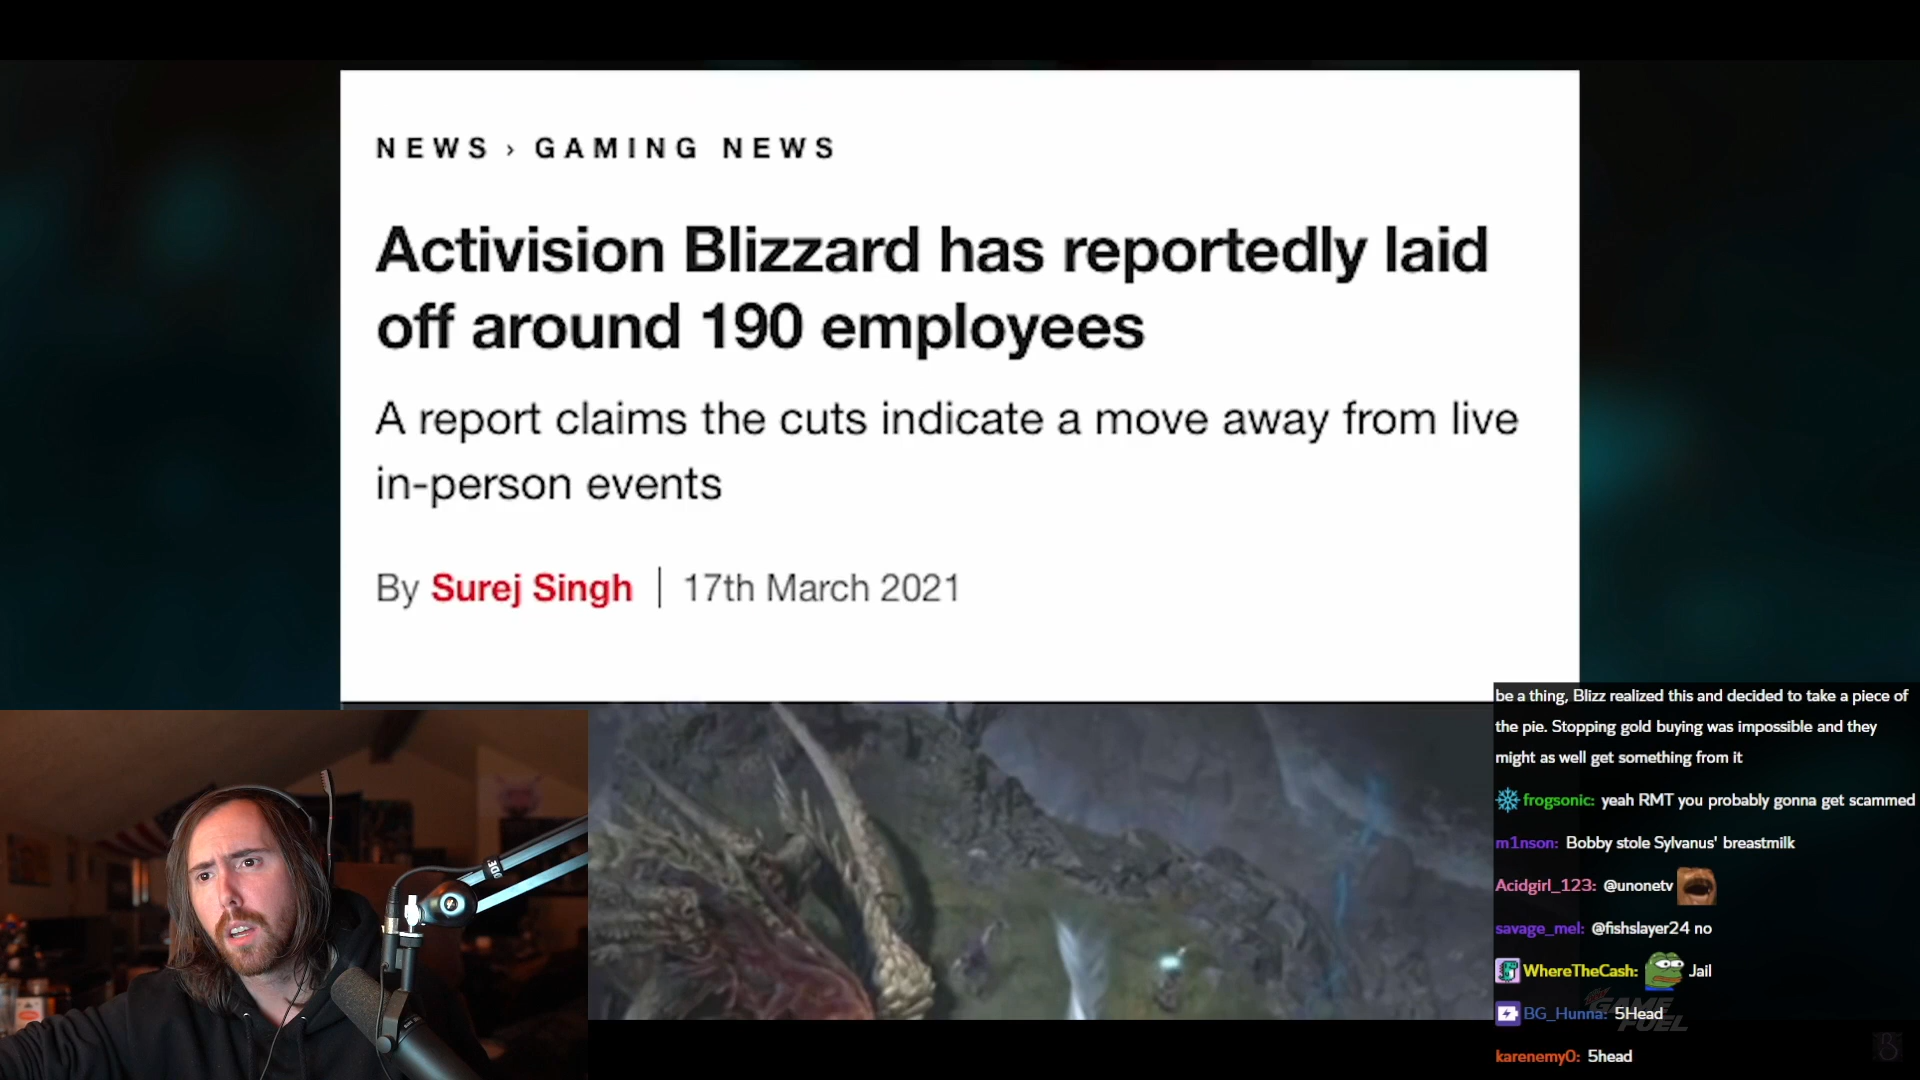 NEWS › GAMING NEWS
Activision Blizzard has reportedly laid
off around 190 employees
A report claims the cuts indicate a move away from live
in-person events
By Surej Singh | 17th March 2021
be a thing, Blizz realized this and decided to take a piece of
the pie. Stopping gold buying was impossible and they
might as well get something from it
frogsonic: yeah RMT you probably gonna get scammed
m1nson: Bobby stole Sylvanus' breastmilk
Acidgirl_123: @unonetv
savage_mel: @fishslayer24 no
WhereTheCash: Jail
BG_Hunna: 5Head
GAME
FUEL
karenemy0: 5head